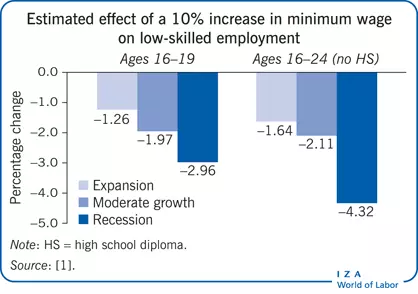 Estimated effect of a 10% increase in minimum wage
on low-skilled employment
Ages 16–19
Ages 16–24 (no HS)
Percentage change
0.0
–1.0
–2.0
–3.0
–4.0
–5.0
–1.26
–1.97
–2.96
–1.64
–2.11
–4.32
Expansion
Moderate growth
Recession
Note: HS = high school diploma.
Source: [1].
I Z A
World of Labor